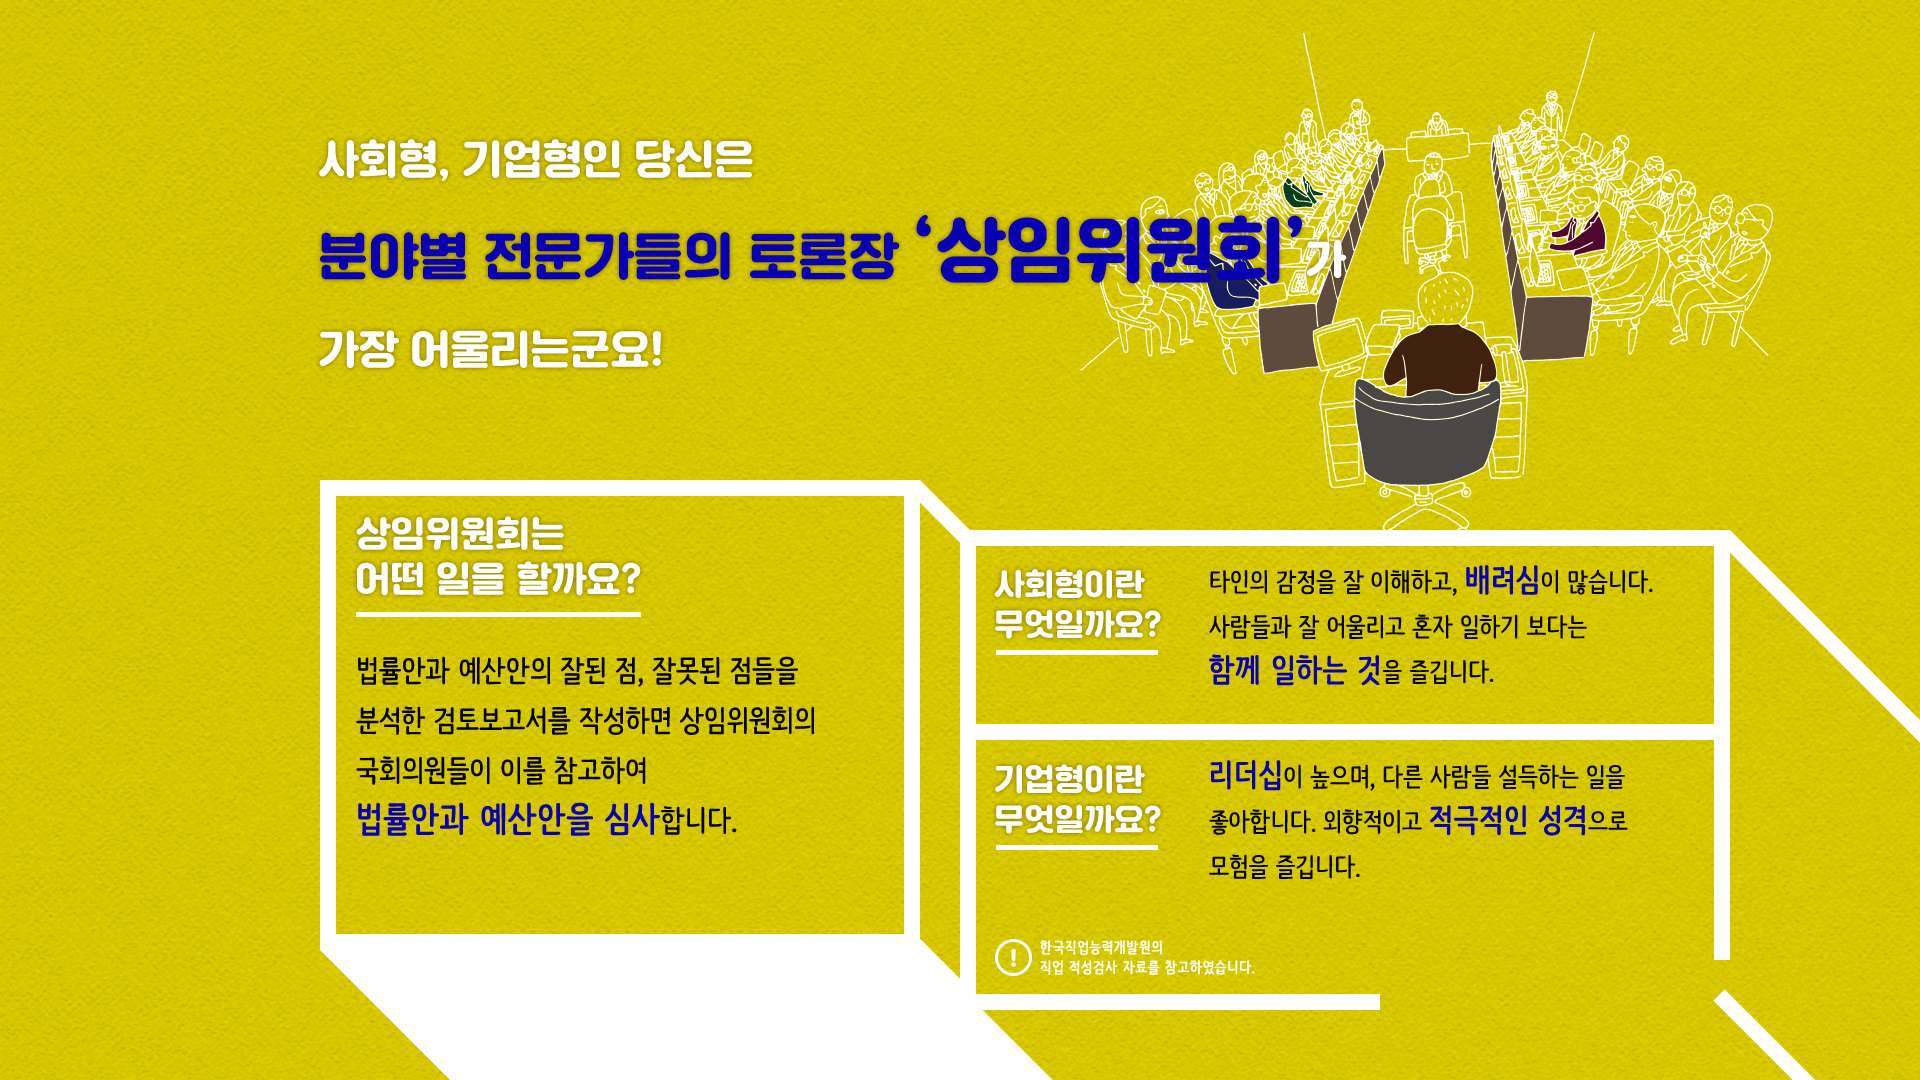 사회형, 기업형인 당신은
분야별 전문가들의 토론장 ‘상임위원회’가
가장 어울리는군요!
상임위원회는
어떤 일을 할까요?
법률안과 예산안의 잘된 점, 잘못된 점들을
분석한 검토보고서를 작성하면 상임위원회의
국회의원들이 이를 참고하여
법률안과 예산안을 심사합니다.
사회형이란
무엇일까요?
타인의 감정을 잘 이해하고, 배려심이 많습니다.
사람들과 잘 어울리고 혼자 일하기 보다는
함께 일하는 것을 즐깁니다.
기업형이란
무엇일까요?
리더십이 높으며, 다른 사람들 설득하는 일을
좋아합니다. 외향적이고 적극적인 성격으로
모험을 즐깁니다.
!
한국직업능력개발원의
직업 적성검사 자료를 참고하였습니다.